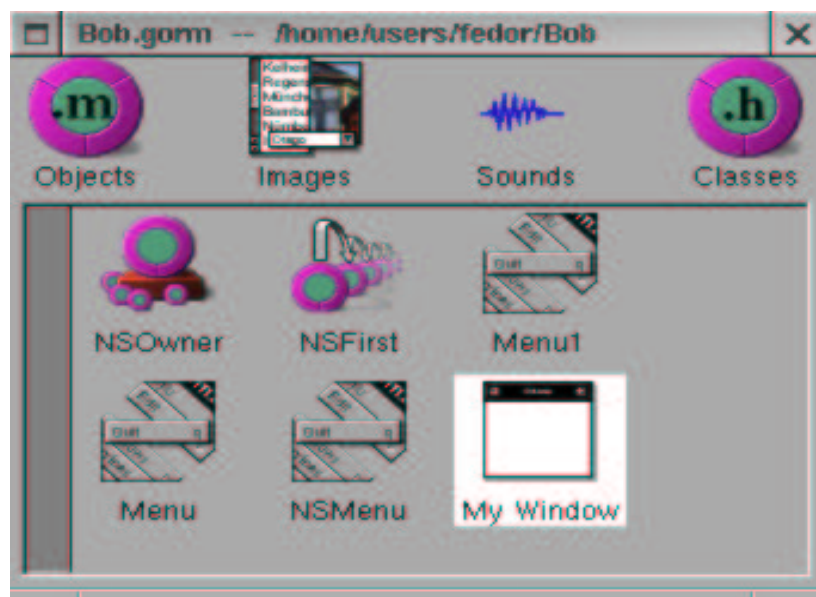 Bob.gorm -- /home/users/fedor/Bob
.m
.h
Objects
Images
Sounds
Classes
NSOwner
NSFirst
Menu1
Menu
NSMenu
My Window